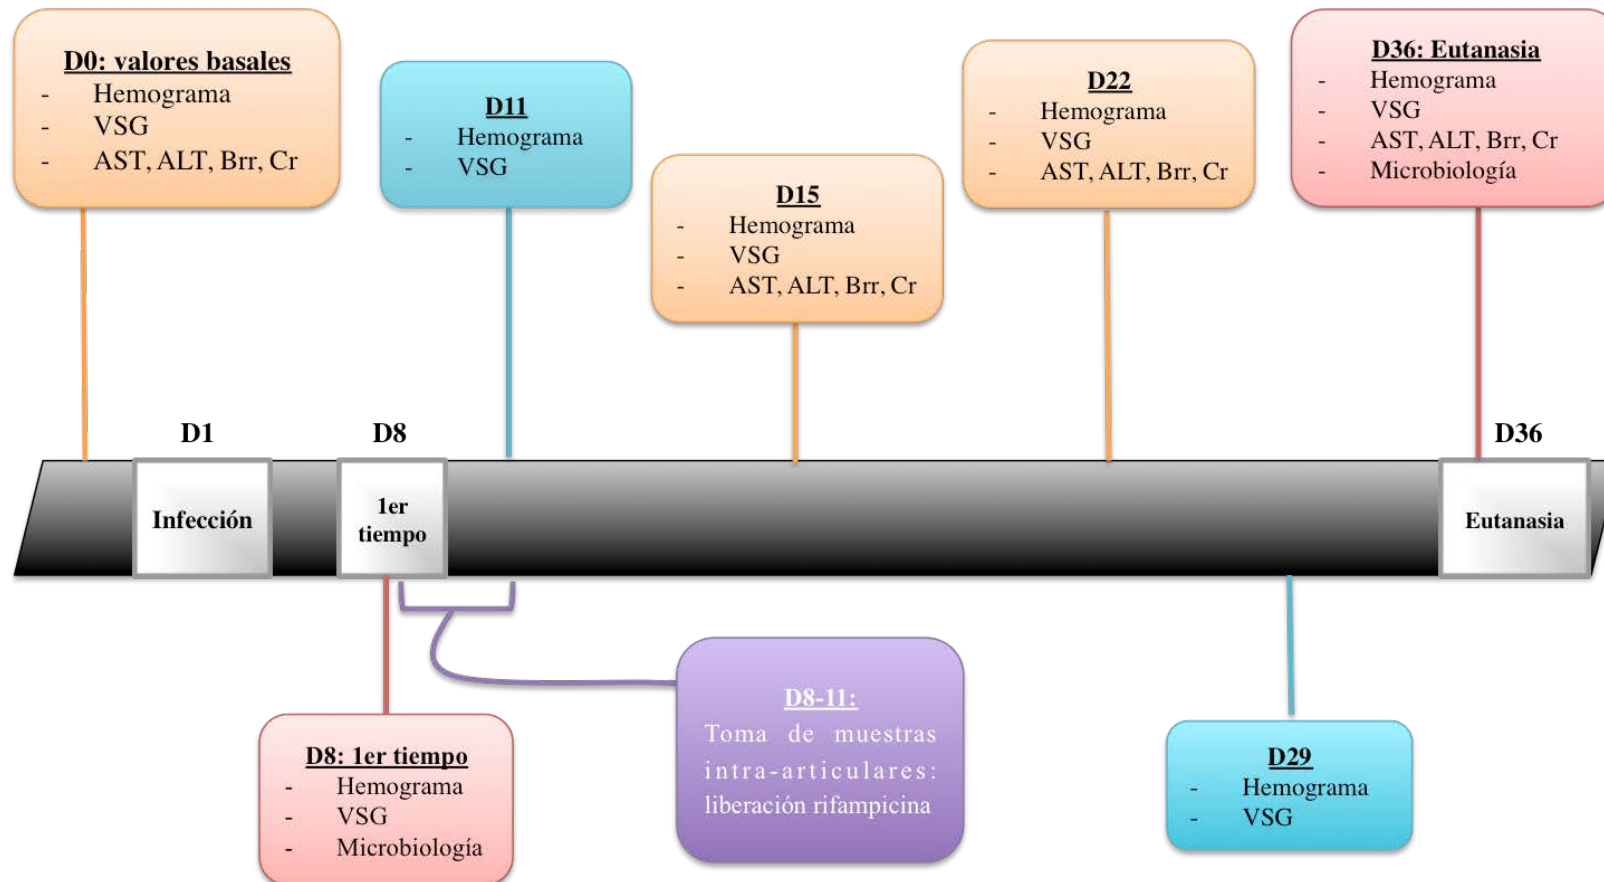 D0: valores basales
- Hemograma
- VSG
- AST, ALT, Brr, Cr
D11
- Hemograma
- VSG
D15
- Hemograma
- VSG
- AST, ALT, Brr, Cr
D22
- Hemograma
- VSG
- AST, ALT, Brr, Cr
D36: Eutanasia
- Hemograma
- VSG
- AST, ALT, Brr, Cr
- Microbiología
D1
D8
D36
Infección
1er
tiempo
Eutanasia
D8: 1er tiempo
- Hemograma
- VSG
- Microbiología
D8-11:
Toma de muestras
intra-articulares:
liberación rifampicina
D29
- Hemograma
- VSG